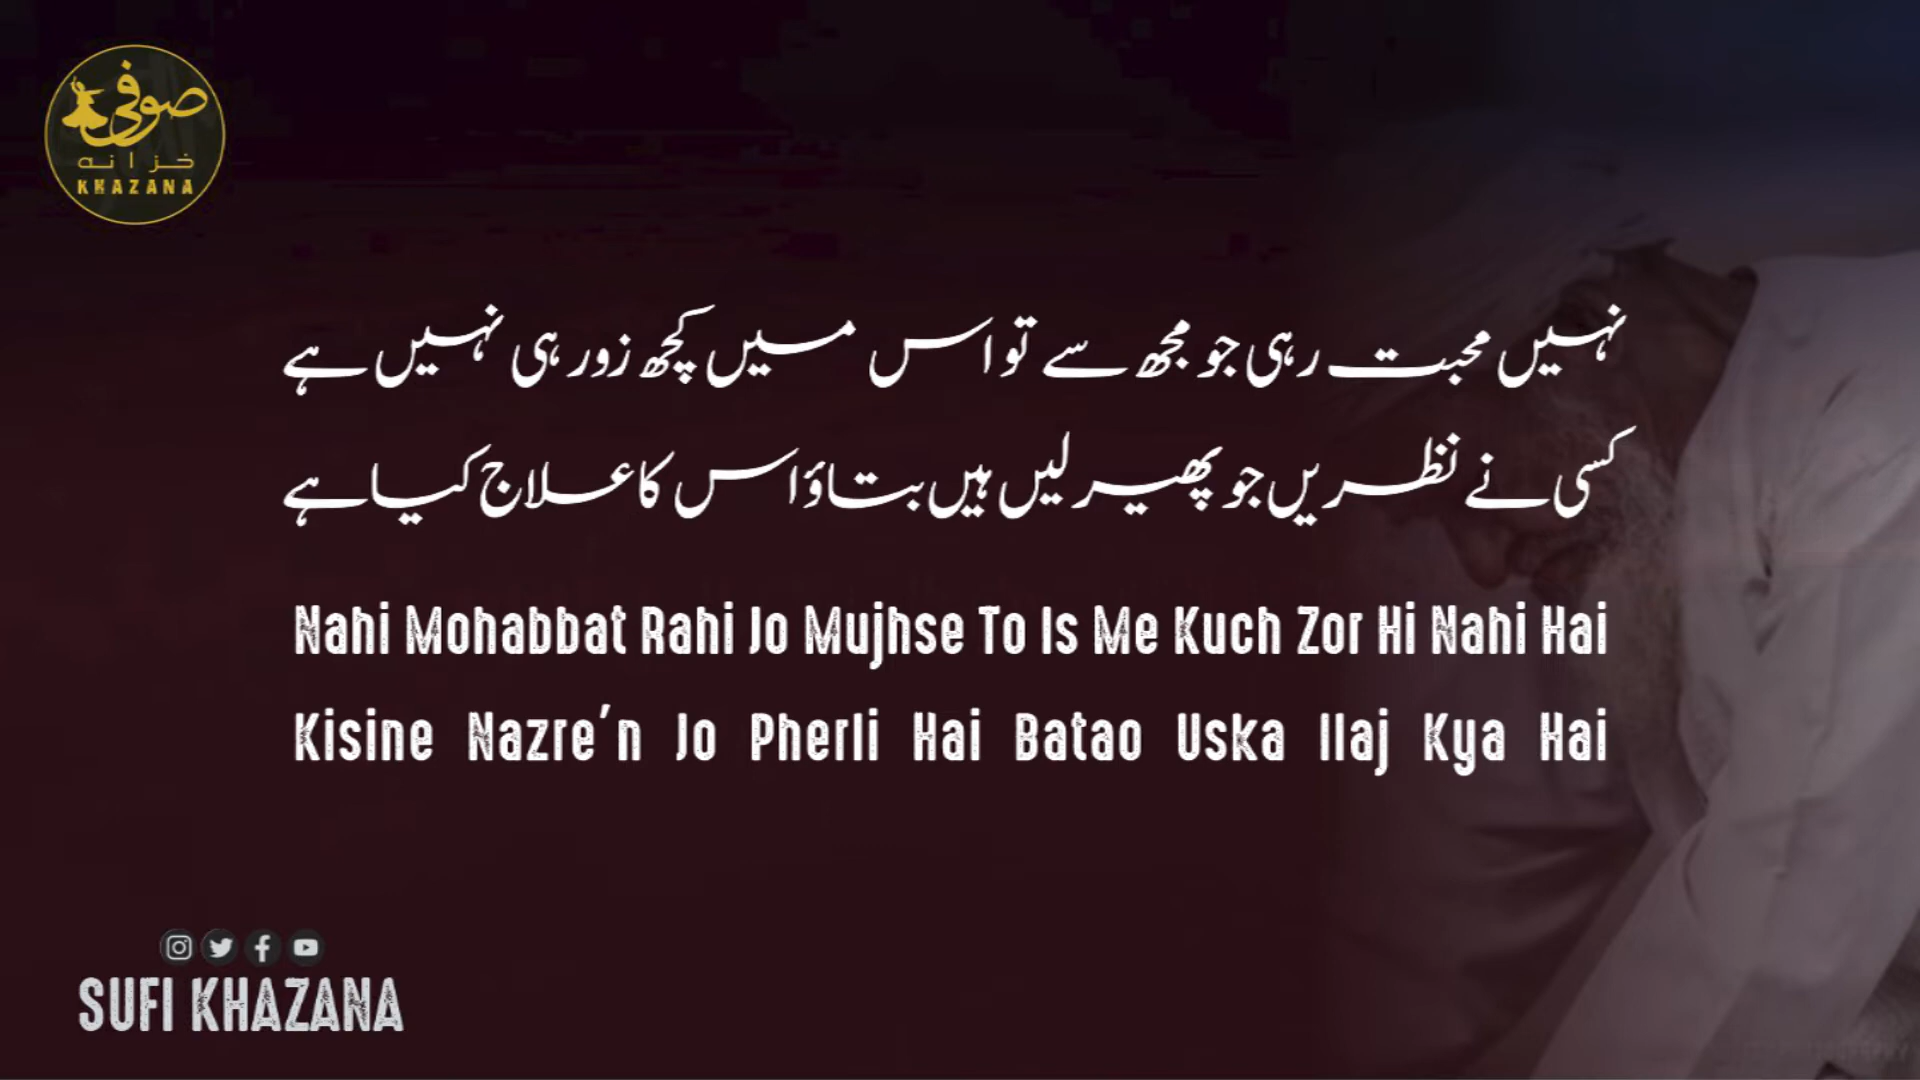 صوفی
خزانہ
KHAZANA
نہیں محبت رہی جو مجھ سے تو اس میں کچھ زور ہی نہیں ہے
کسی نے نظریں جو پھیر لیں ہیں بتاؤ اس کا علاج کیا ہے
Nahi Mohabbat Rahi Jo Mujhse To Is Me Kuch Zor Hi Nahi Hai
Kisine Nazre'n Jo Pherli Hai Batao Uska Ilaj Kya Hai
SUFI KHAZANA